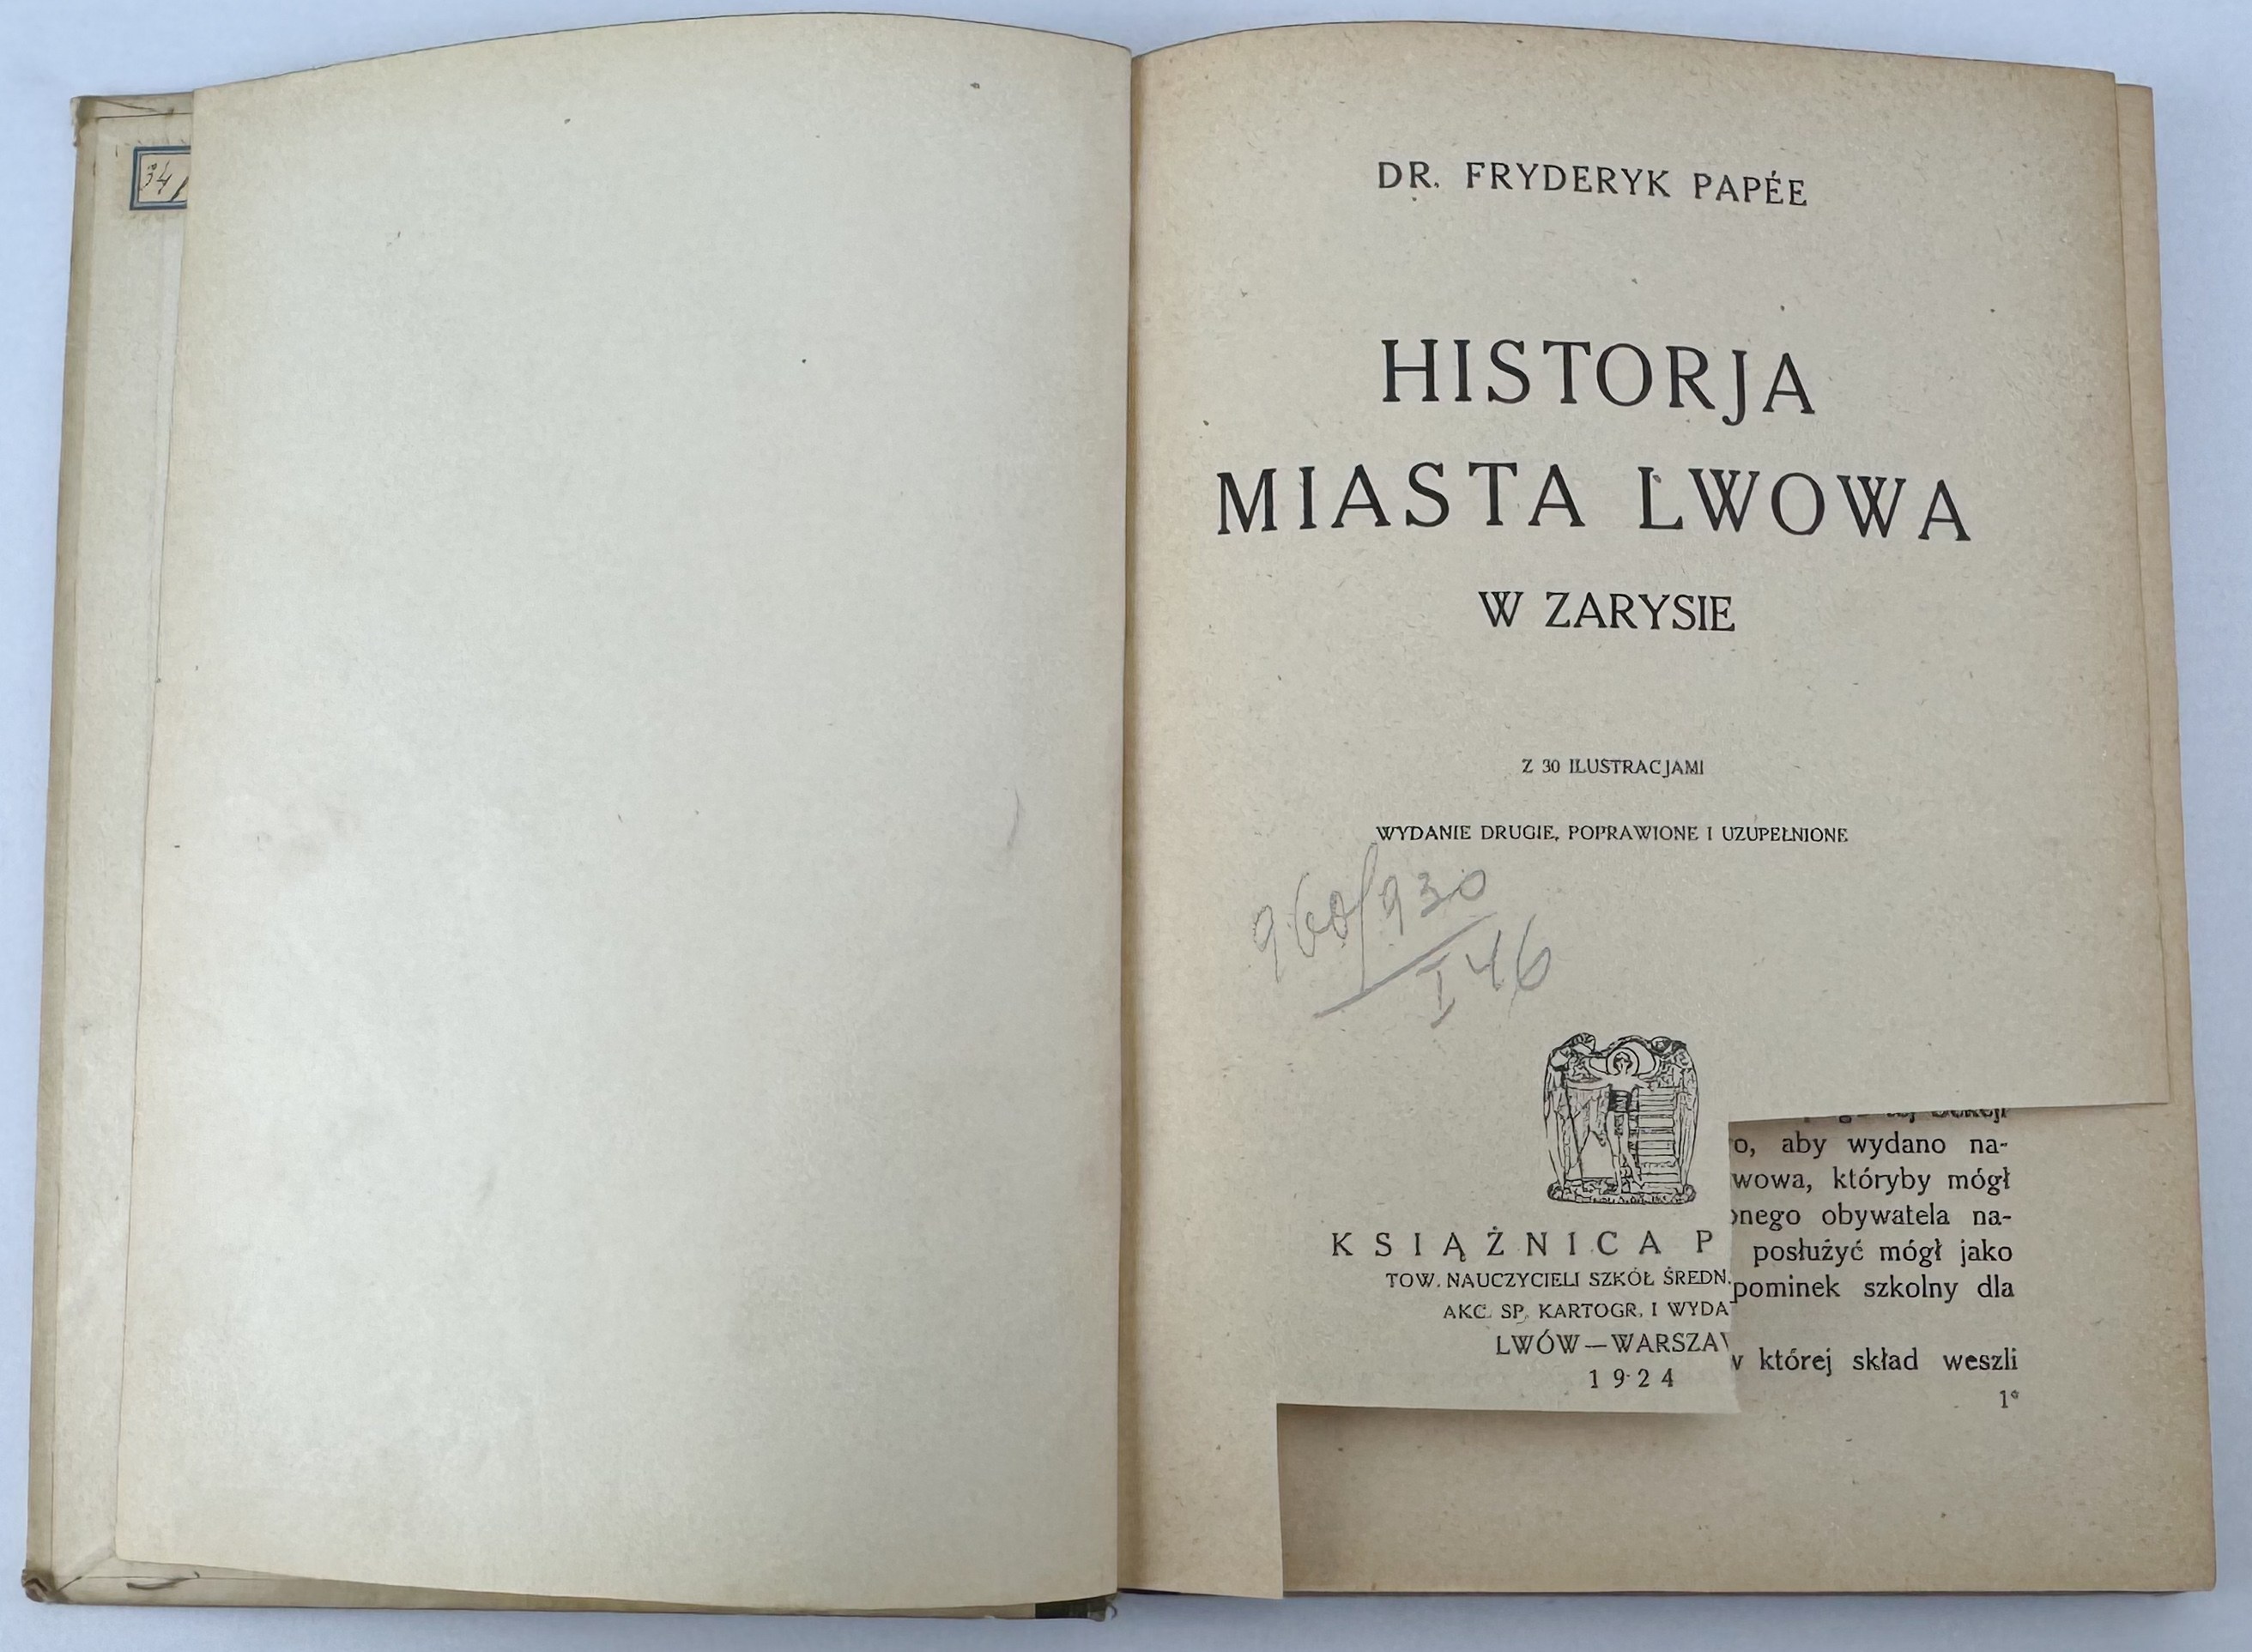 34
DR. FRYDERYK PAPÉE
HISTORJA
MIASTA LWOWA
W ZARYSIE
Z 30 ILUSTRACJAMI
WYDANIE DRUGIE, POPRAWIONE I UZUPEŁNIONE
960/930
I 46
KSIĄŻNICA P
TOW. NAUCZYCIELI SZKÓŁ ŚREDN.
AKC. SP. KARTOGR. I WYDA
LWÓW—WARSZA
1924
o, aby wydano na-
wowa, któryby mógł
onego obywatela na-
posłużyć mógł jako
pominek szkolny dla
w której skład weszli
1*